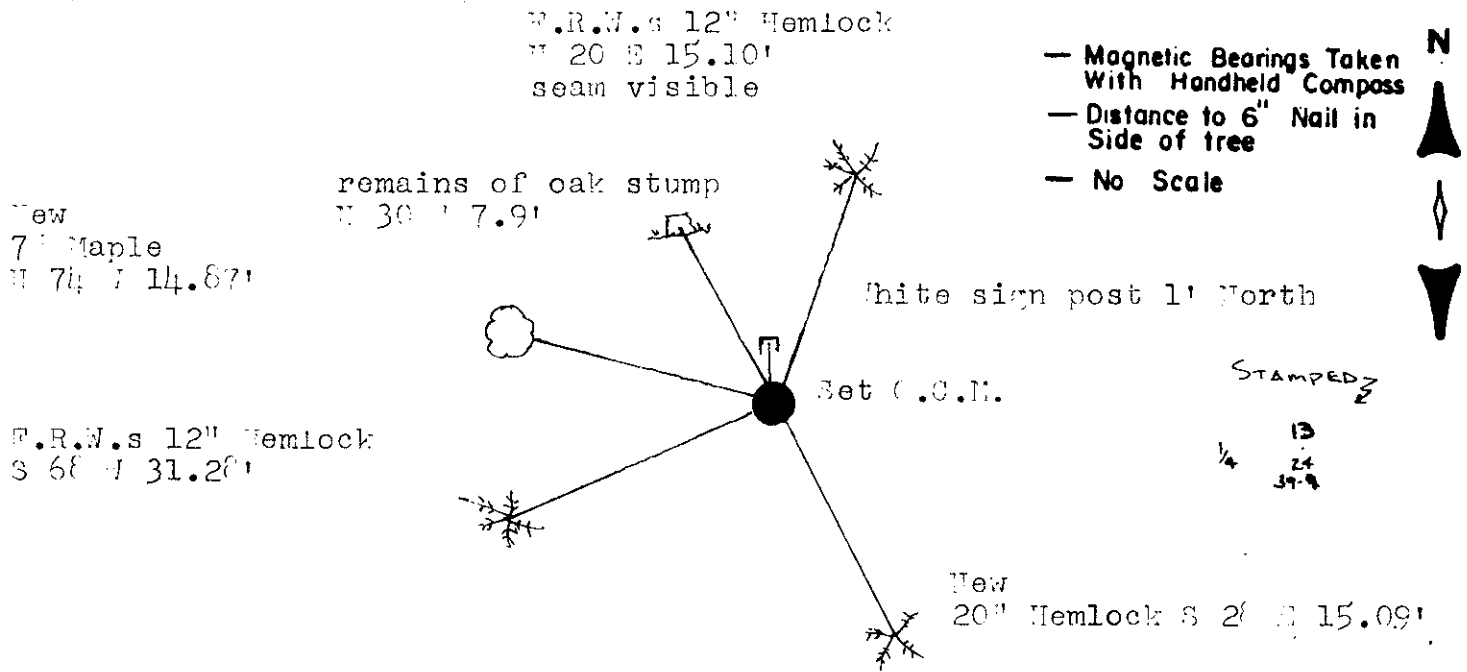 F.R.W.s 12" Hemlock
N 20 E 15.10'
seam visible
— Magnetic Bearings Taken
With Handheld Compass
— Distance to 6" Nail in
Side of tree
— No Scale
N
remains of oak stump
N 30 W 7.9'
New
7" Maple
N 74 W 14.87'
White sign post 1' North
Set C.C.M.
STAMPED
13
1/4 24
39-9
F.R.W.s 12" Hemlock
S 68 W 31.28'
New
20" Hemlock S 28 E 15.09'